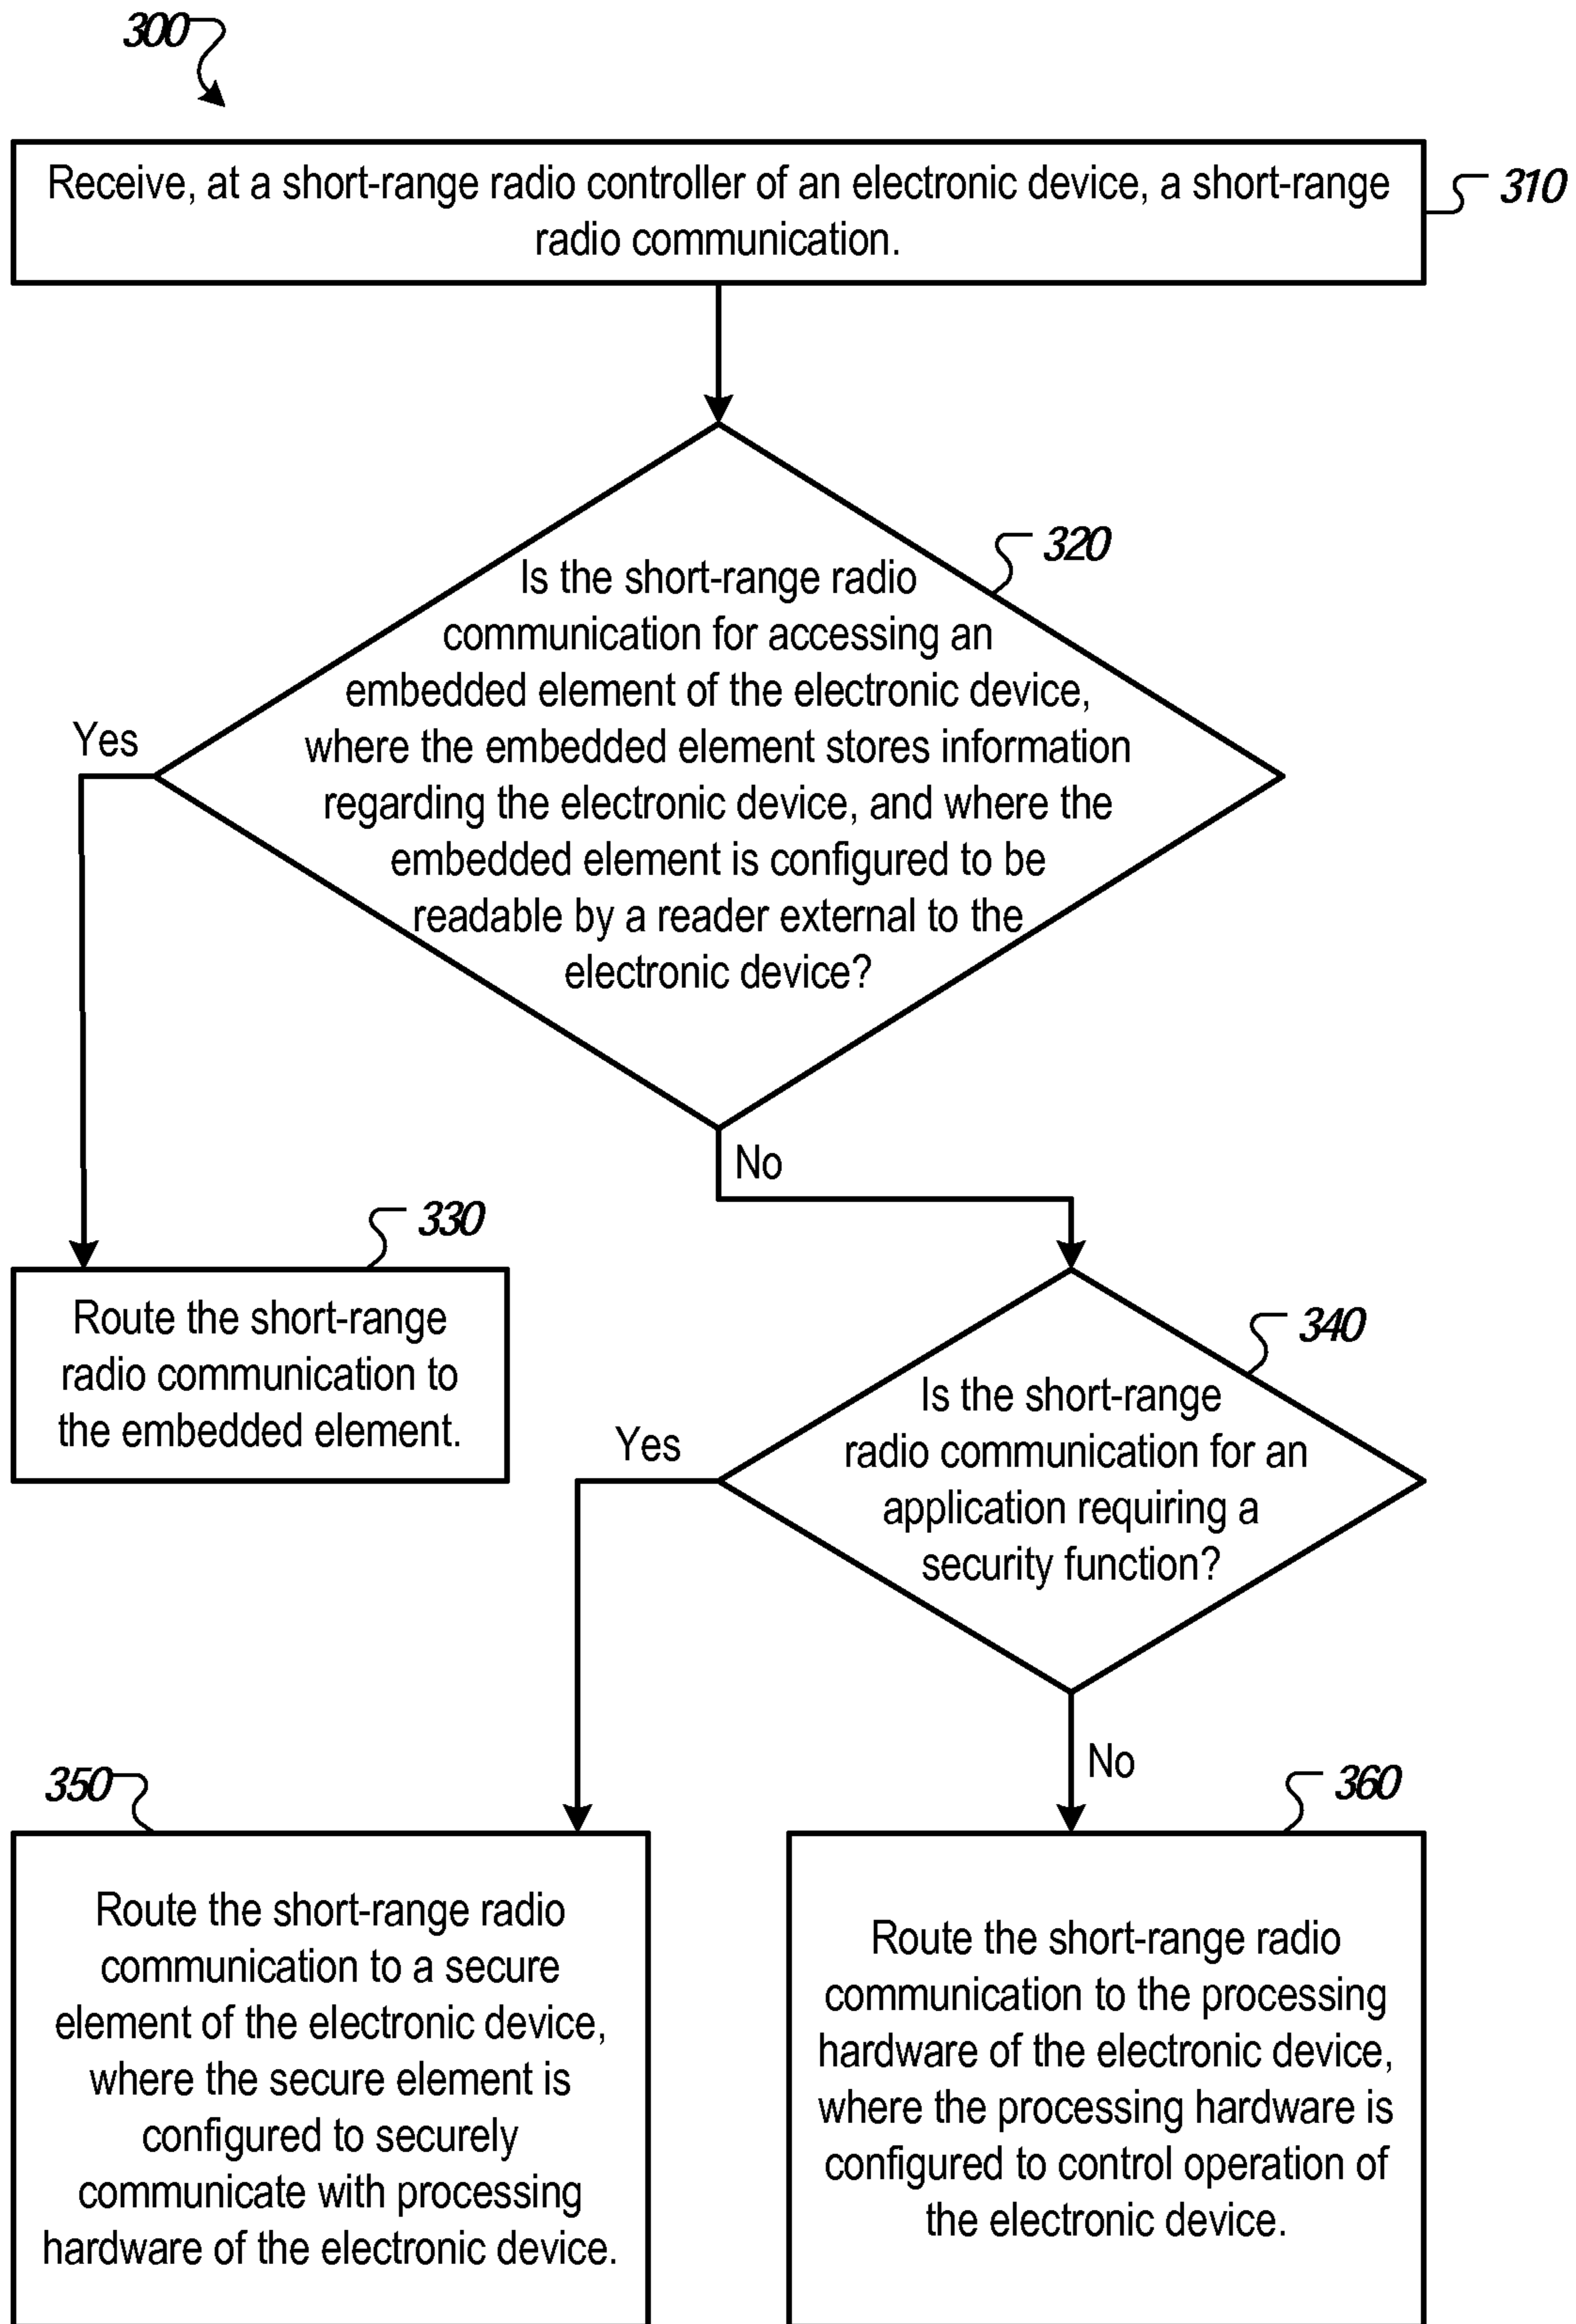 300
Receive, at a short-range radio controller of an electronic device, a short-range
radio communication.
310
320
Is the short-range radio
communication for accessing an
embedded element of the electronic device,
where the embedded element stores information
regarding the electronic device, and where the
embedded element is configured to be
readable by a reader external to the
electronic device?
Yes
No
330
Route the short-range
radio communication to
the embedded element.
340
Is the short-range
radio communication for an
application requiring a
security function?
Yes
No
350
Route the short-range radio
communication to a secure
element of the electronic device,
where the secure element is
configured to securely
communicate with processing
hardware of the electronic device.
360
Route the short-range radio
communication to the processing
hardware of the electronic device,
where the processing hardware is
configured to control operation of
the electronic device.